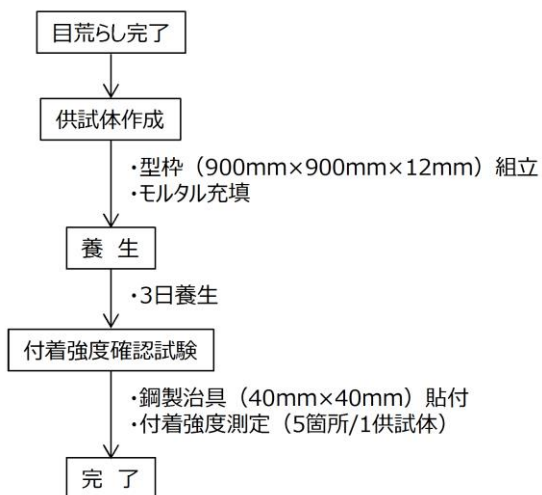 目荒らし完了
供試体作成
・型枠（900mm×900mm×12mm）組立
・モルタル充填
養 生
・3日養生
付着強度確認試験
・鋼製治具（40mm×40mm）貼付
・付着強度測定（5箇所/1供試体）
完 了